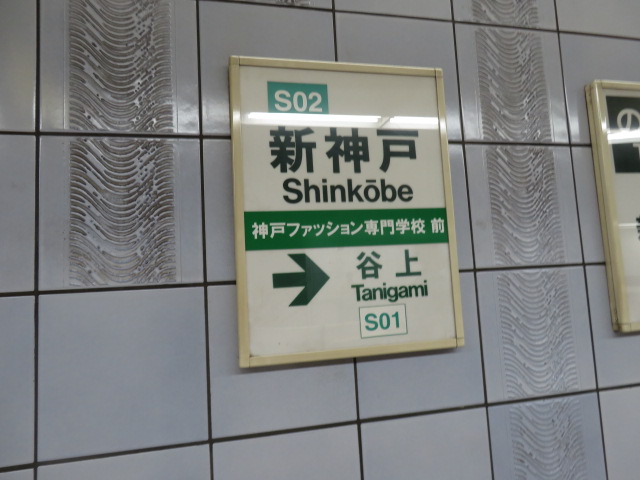 S02
新神戸
Shinkōbe
神戸ファッション専門学校 前
谷上
Tanigami
S01
の